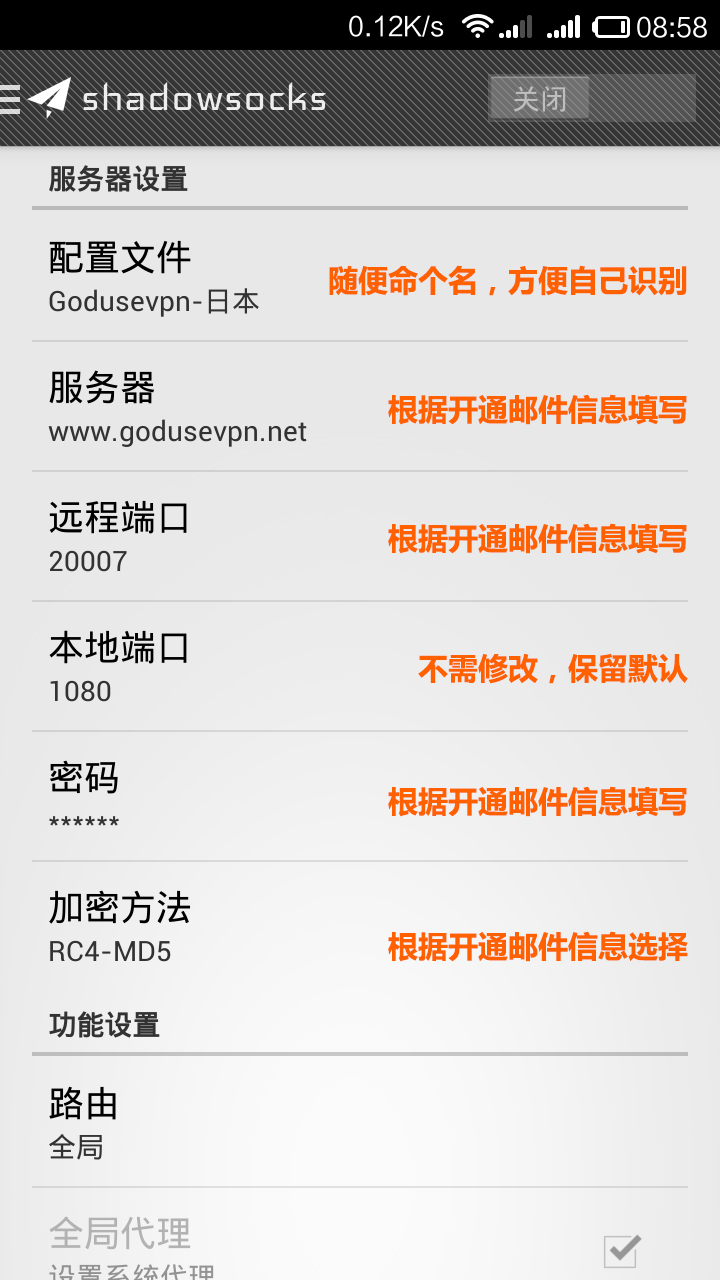 0.12K/s 08:58
shadowsocks 关闭
服务器设置
配置文件
Godusevpn-日本
随便命个名，方便自己识别
服务器
www.godusevpn.net
根据开通邮件信息填写
远程端口
20007
根据开通邮件信息填写
本地端口
1080
不需修改，保留默认
密码
******
根据开通邮件信息填写
加密方法
RC4-MD5
根据开通邮件信息选择
功能设置
路由
全局
全局代理
设置系统代理